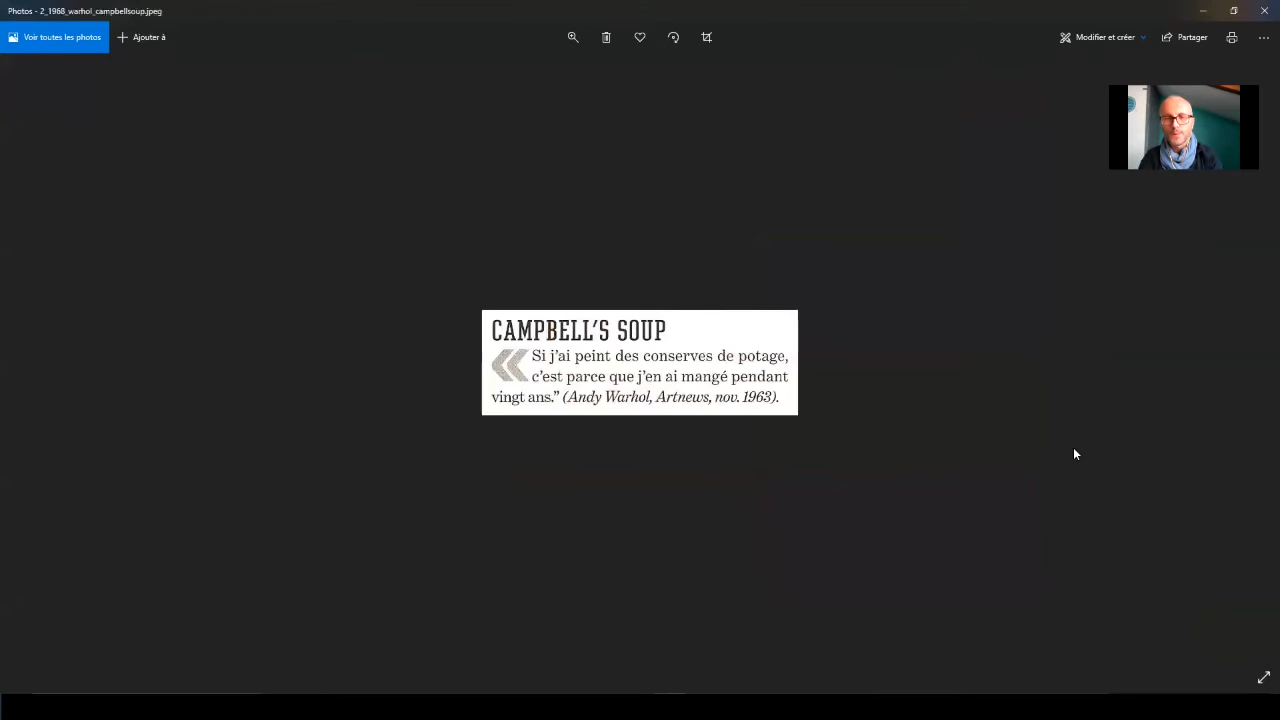 Photos - 2_1968_warhol_campbellsoup.jpeg
Voir toutes les photos
Ajouter à
Modifier et créer
Partager
CAMPBELL'S SOUP
« Si j'ai peint des conserves de potage,
c'est parce que j'en ai mangé pendant
vingt ans.” (Andy Warhol, Artnews, nov. 1963).